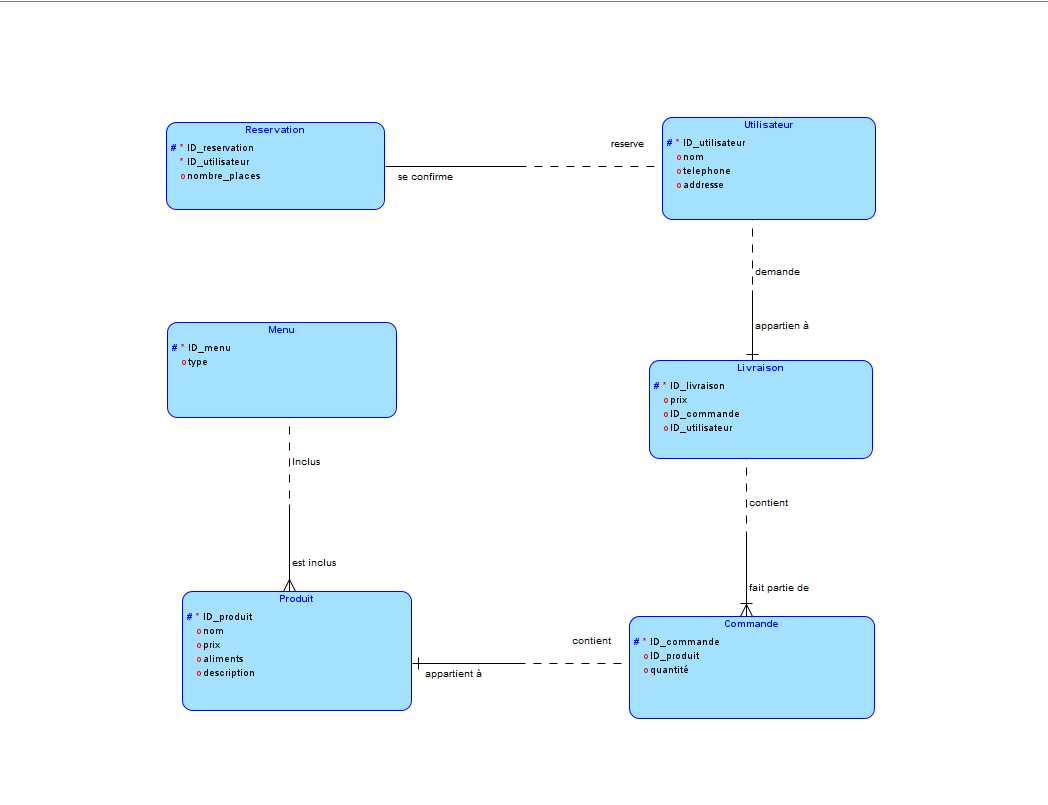 Reservation
# * ID_reservation
* ID_utilisateur
o nombre_places
se confirme
reserve
Utilisateur
# * ID_utilisateur
o nom
o telephone
o addresse
demande
appartien à
Menu
# * ID_menu
o type
Inclus
est inclus
Livraison
# * ID_livraison
o prix
o ID_commande
o ID_utilisateur
contient
fait partie de
Produit
# * ID_produit
o nom
o prix
o aliments
o description
contient
appartient à
Commande
# * ID_commande
o ID_produit
o quantité